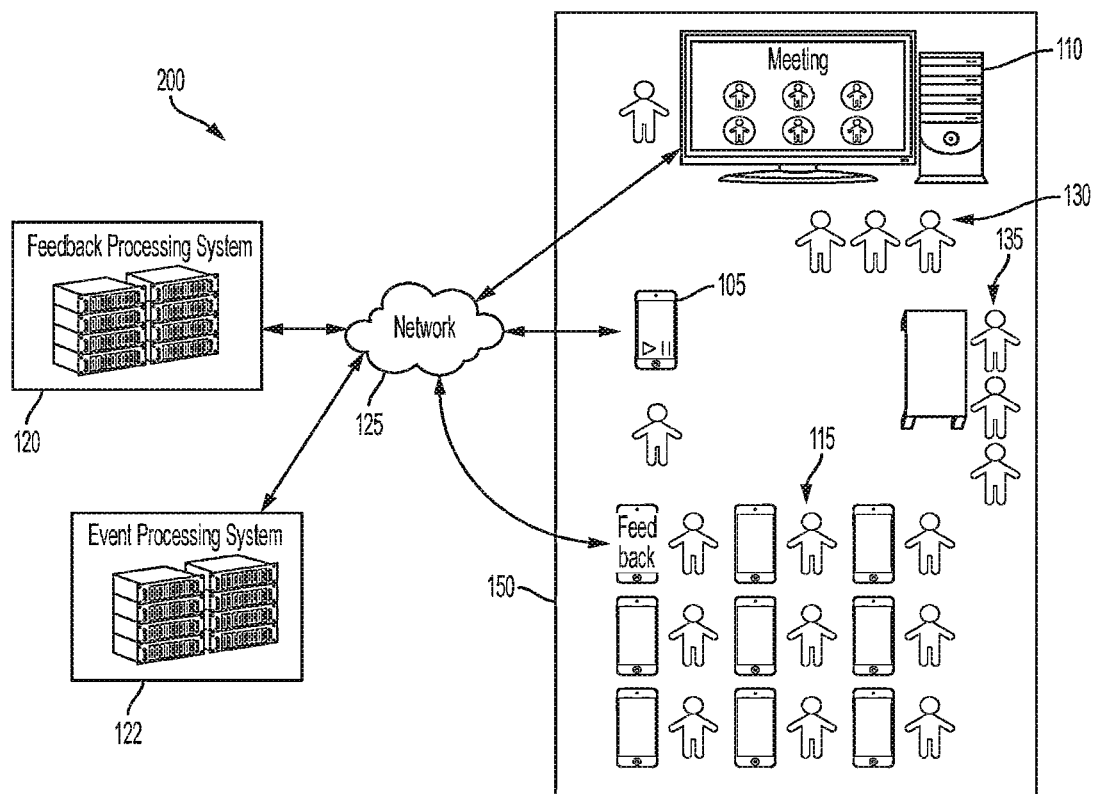 200
Meeting
110
130
Feedback Processing System
135
105
Network
120
125
115
Event Processing System
Feed
back
150
122